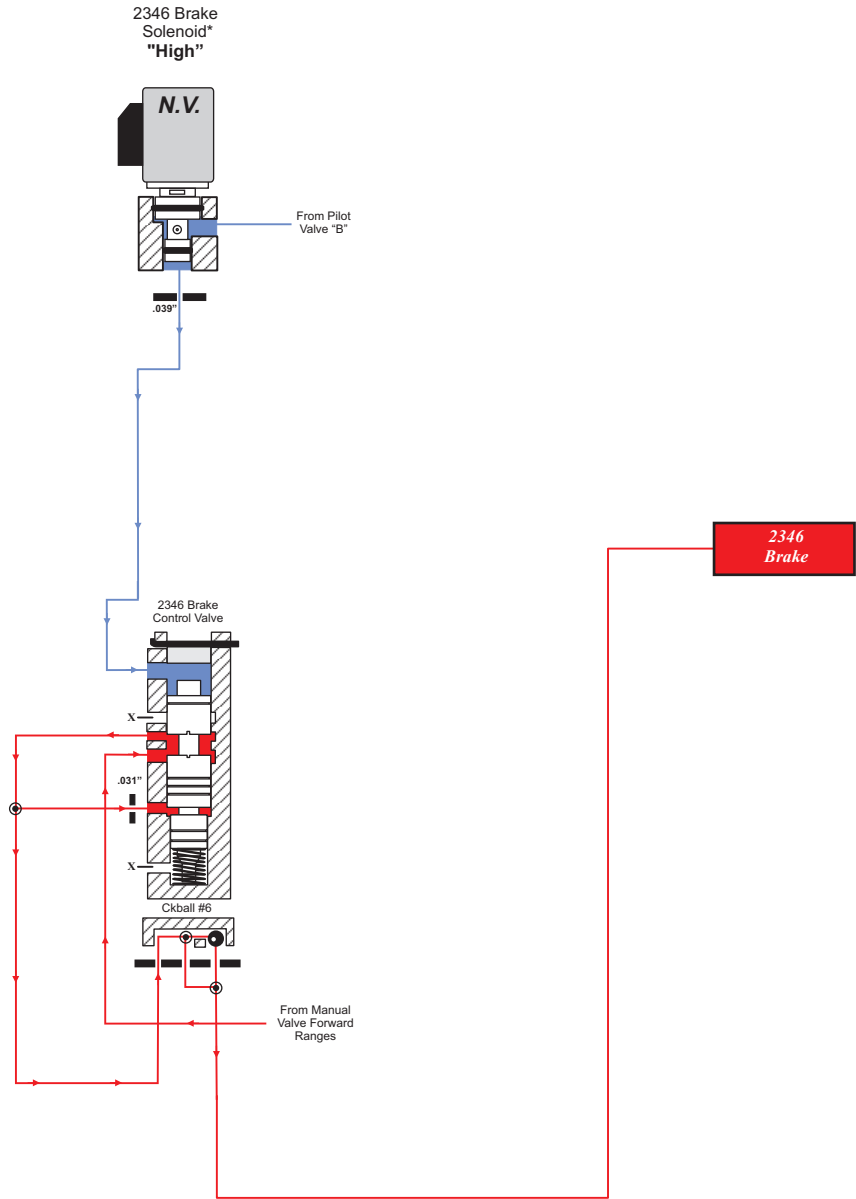 2346 Brake
Solenoid*
"High”
N.V.
From Pilot
Valve “B”
.039”
2346
Brake
2346 Brake
Control Valve
X
.031”
X
Ckball #6
From Manual
Valve Forward
Ranges